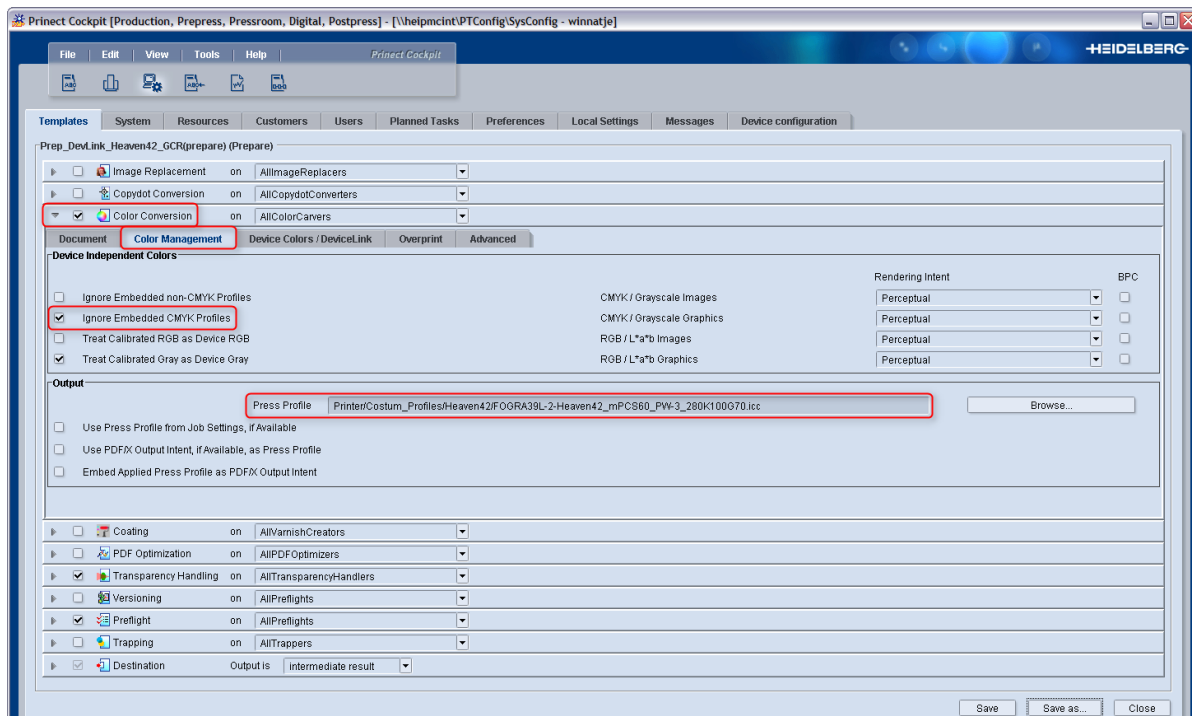 Prinect Cockpit [Production, Prepress, Pressroom, Digital, Postpress] - [\\heipmcint\PTConfig\SysConfig - winnatje]
File Edit View Tools Help Prinect Cockpit
HEIDELBERG
Templates System Resources Customers Users Planned Tasks Preferences Local Settings Messages Device configuration
Prep_DevLink_Heaven42_GCR(prepare) (Prepare)
Image Replacement on AllImageReplacers
Copydot Conversion on AllCopydotConverters
Color Conversion on AllColorCarvers
Document Color Management Device Colors / DeviceLink Overprint Advanced
Device Independent Colors
Rendering Intent BPC
Ignore Embedded non-CMYK Profiles CMYK / Grayscale Images Perceptual
Ignore Embedded CMYK Profiles CMYK / Grayscale Graphics Perceptual
Treat Calibrated RGB as Device RGB RGB / L*a*b Images Perceptual
Treat Calibrated Gray as Device Gray RGB / L*a*b Graphics Perceptual
Output
Press Profile Printer/Costum_Profiles/Heaven42/FOGRA39L-2-Heaven42_mPCS60_PW-3_280K100G70.icc Browse...
Use Press Profile from Job Settings, if Available
Use PDF/X Output Intent, if Available, as Press Profile
Embed Applied Press Profile as PDF/X Output Intent
Coating on AllVarnishCreators
PDF Optimization on AllPDFOptimizers
Transparency Handling on AllTransparencyHandlers
Versioning on AllPreflights
Preflight on AllPreflights
Trapping on AllTrappers
Destination Output is intermediate result
Save Save as... Close